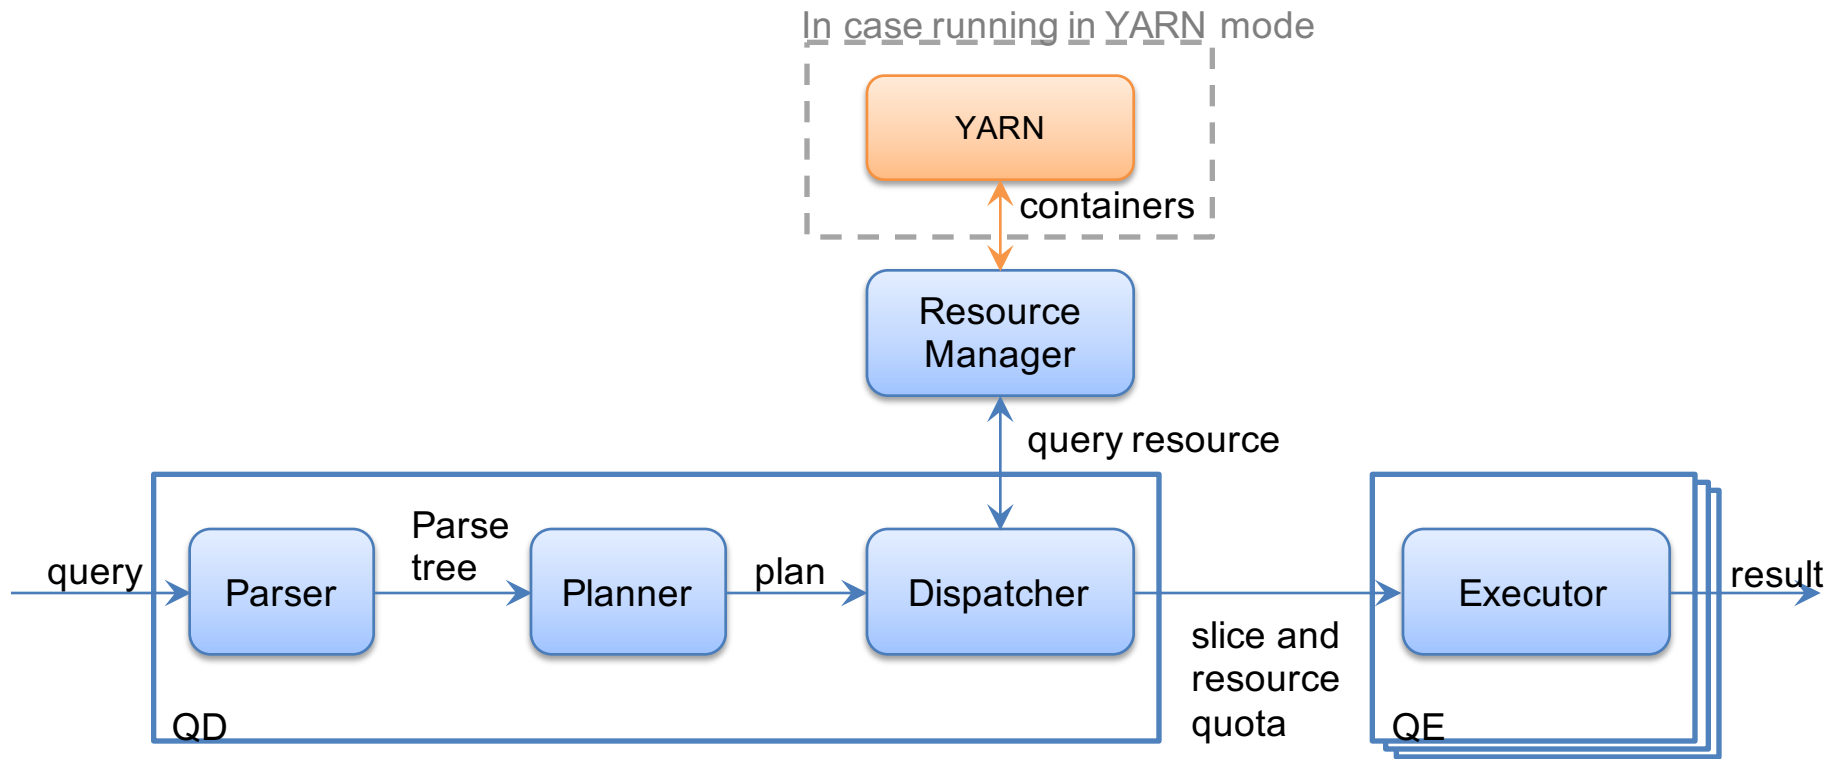 In case running in YARN mode
YARN
containers
Resource
Manager
query resource
query
Parser
Parse
tree
Planner
plan
Dispatcher
slice and
resource
quota
Executor
result
QD
QE